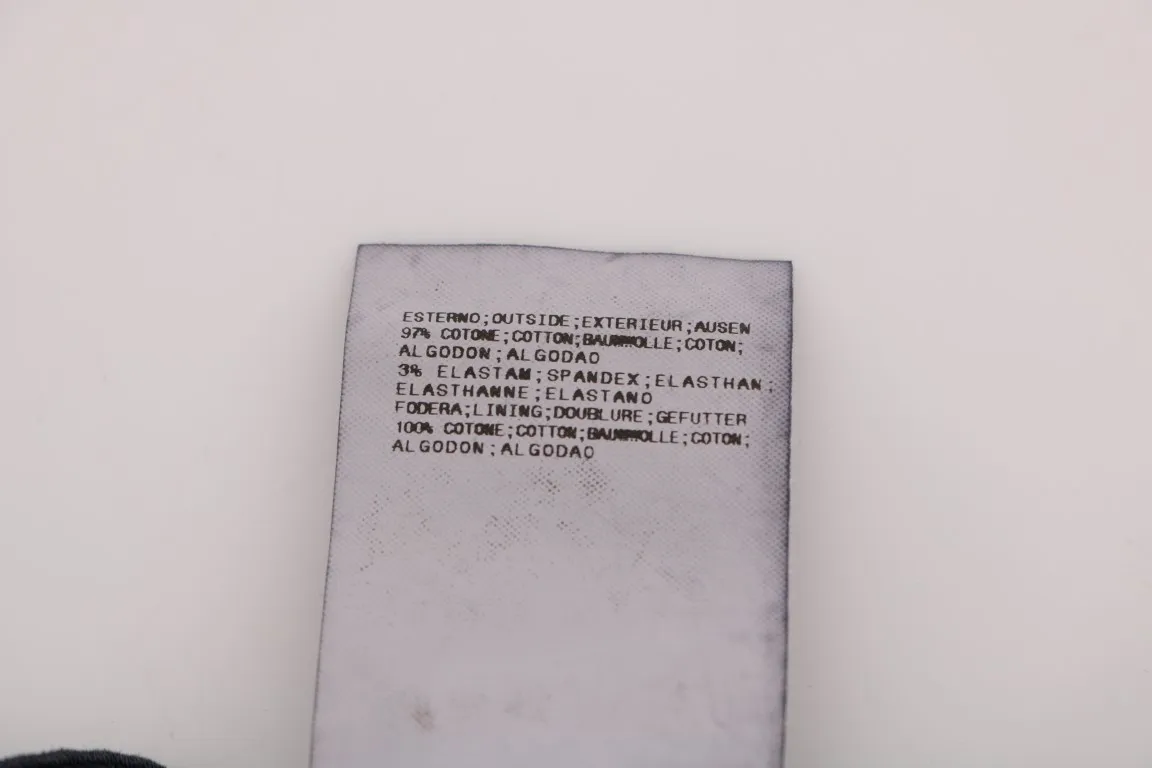 ESTERNO;OUTSIDE;EXTERIEUR;AUSEN
97% COTONE;COTTON;BAUMWOLLE;COTON;
ALGODON;ALGODAO
3% ELASTAM;SPANDEX;ELASTHAN;
ELASTHANNE;ELASTANO
FODERA;LINING;DOUBLURE;GEFUTTER
100% COTONE;COTTON;BAUMWOLLE;COTON;
ALGODON;ALGODAO